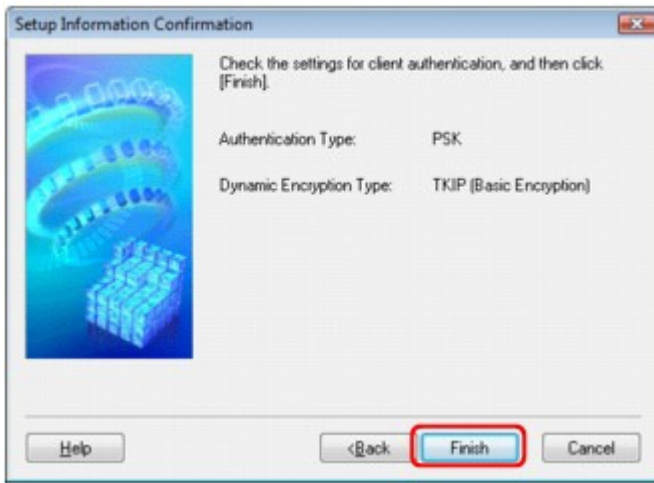 Setup Information Confirmation
Check the settings for client authentication, and then click
[Finish].
Authentication Type: PSK
Dynamic Encryption Type: TKIP (Basic Encryption)
Help <Back Finish Cancel